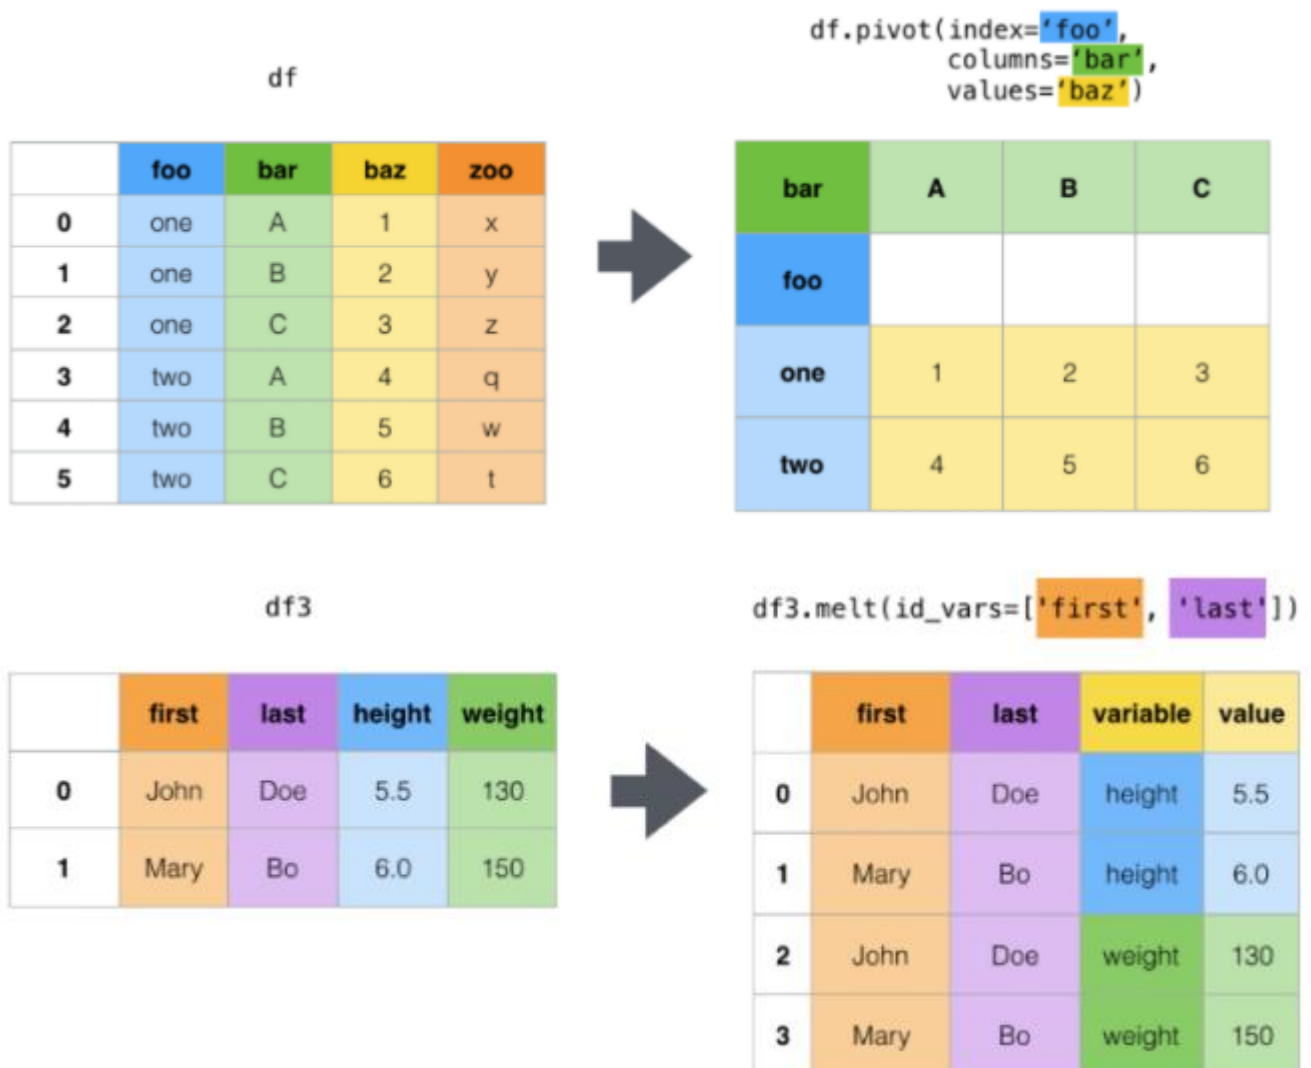 df
df.pivot(index=‘foo’,
columns=‘bar’,
values=‘baz’)
foo bar baz zoo
0 one A 1 x
1 one B 2 y
2 one C 3 z
3 two A 4 q
4 two B 5 w
5 two C 6 t
bar A B C
foo
one 1 2 3
two 4 5 6
df3
df3.melt(id_vars=['first', 'last'])
first last height weight
0 John Doe 5.5 130
1 Mary Bo 6.0 150
first last variable value
0 John Doe height 5.5
1 Mary Bo height 6.0
2 John Doe weight 130
3 Mary Bo weight 150